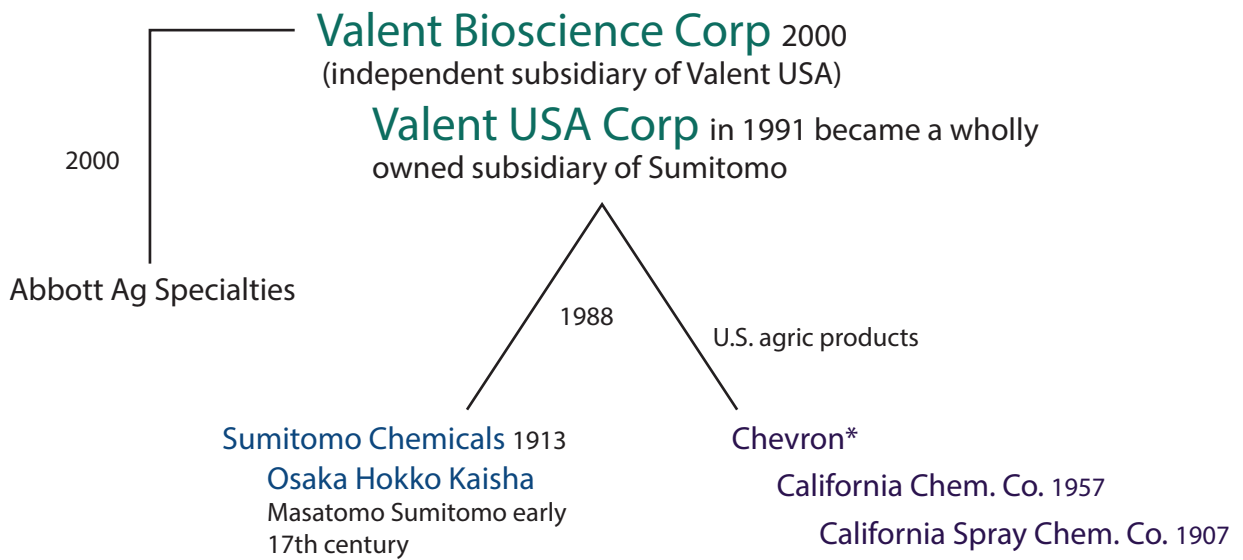 Valent Bioscience Corp 2000
(independent subsidiary of Valent USA)
Valent USA Corp in 1991 became a wholly
owned subsidiary of Sumitomo
2000
Abbott Ag Specialties
1988
U.S. agric products
Sumitomo Chemicals 1913
Osaka Hokko Kaisha
Masatomo Sumitomo early
17th century
Chevron*
California Chem. Co. 1957
California Spray Chem. Co. 1907